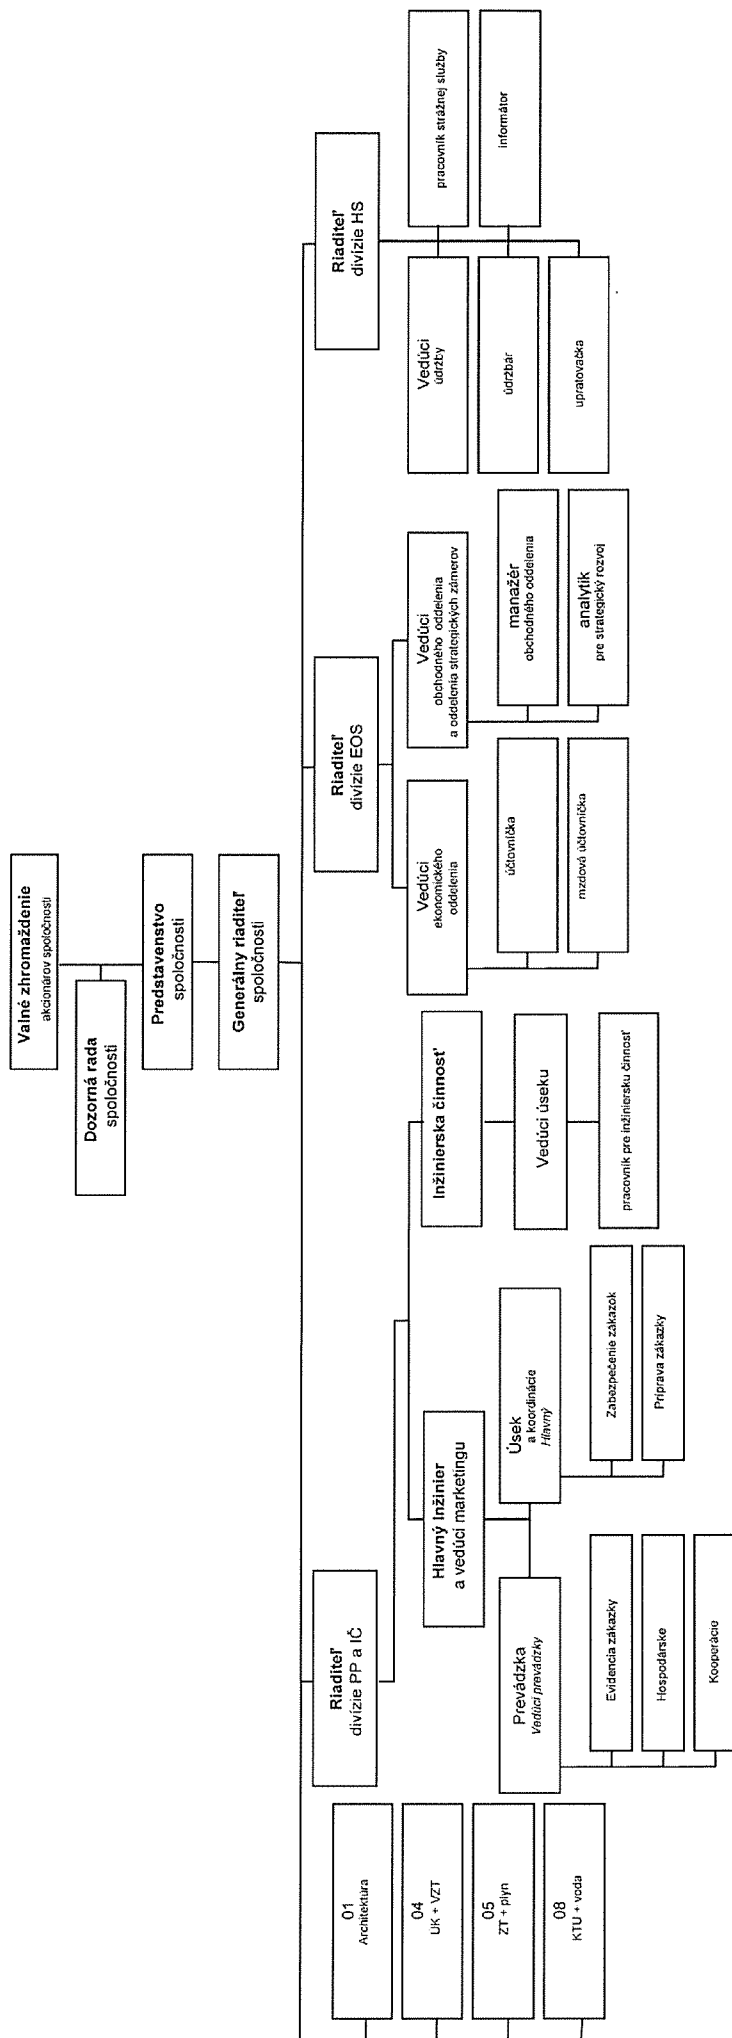 Valné zhromaždenie
akcionárov spoločnosti
Dozorná rada
spoločnosti
Predstavenstvo
spoločnosti
Generálny riaditeľ
spoločnosti
01
Architektúra
04
UK + VZT
05
ZT + plyn
08
KTU + voda
Riaditeľ
divízie PP a IČ
Hlavný Inžinier
a vedúci marketingu
Prevádzka
Vedúci prevádzky
Evidencia zákazky
Hospodárske
Kooperácie
Úsek
a koordinácie
Hlavný
Zabezpečenie zákazok
Príprava zákazky
Inžinierska činnosť
Vedúci úseku
pracovník pre inžiniersku činnosť
Riaditeľ
divízie EOS
Vedúci
ekonomického
oddelenia
účtovníčka
mzdová účtovníčka
Vedúci
obchodného oddelenia
a oddelenia strategických zámerov
manažér
obchodného oddelenia
analytik
pre strategický rozvoj
Riaditeľ
divízie HS
Vedúci
údržby
údržbár
upratovačka
pracovník strážnej služby
informátor